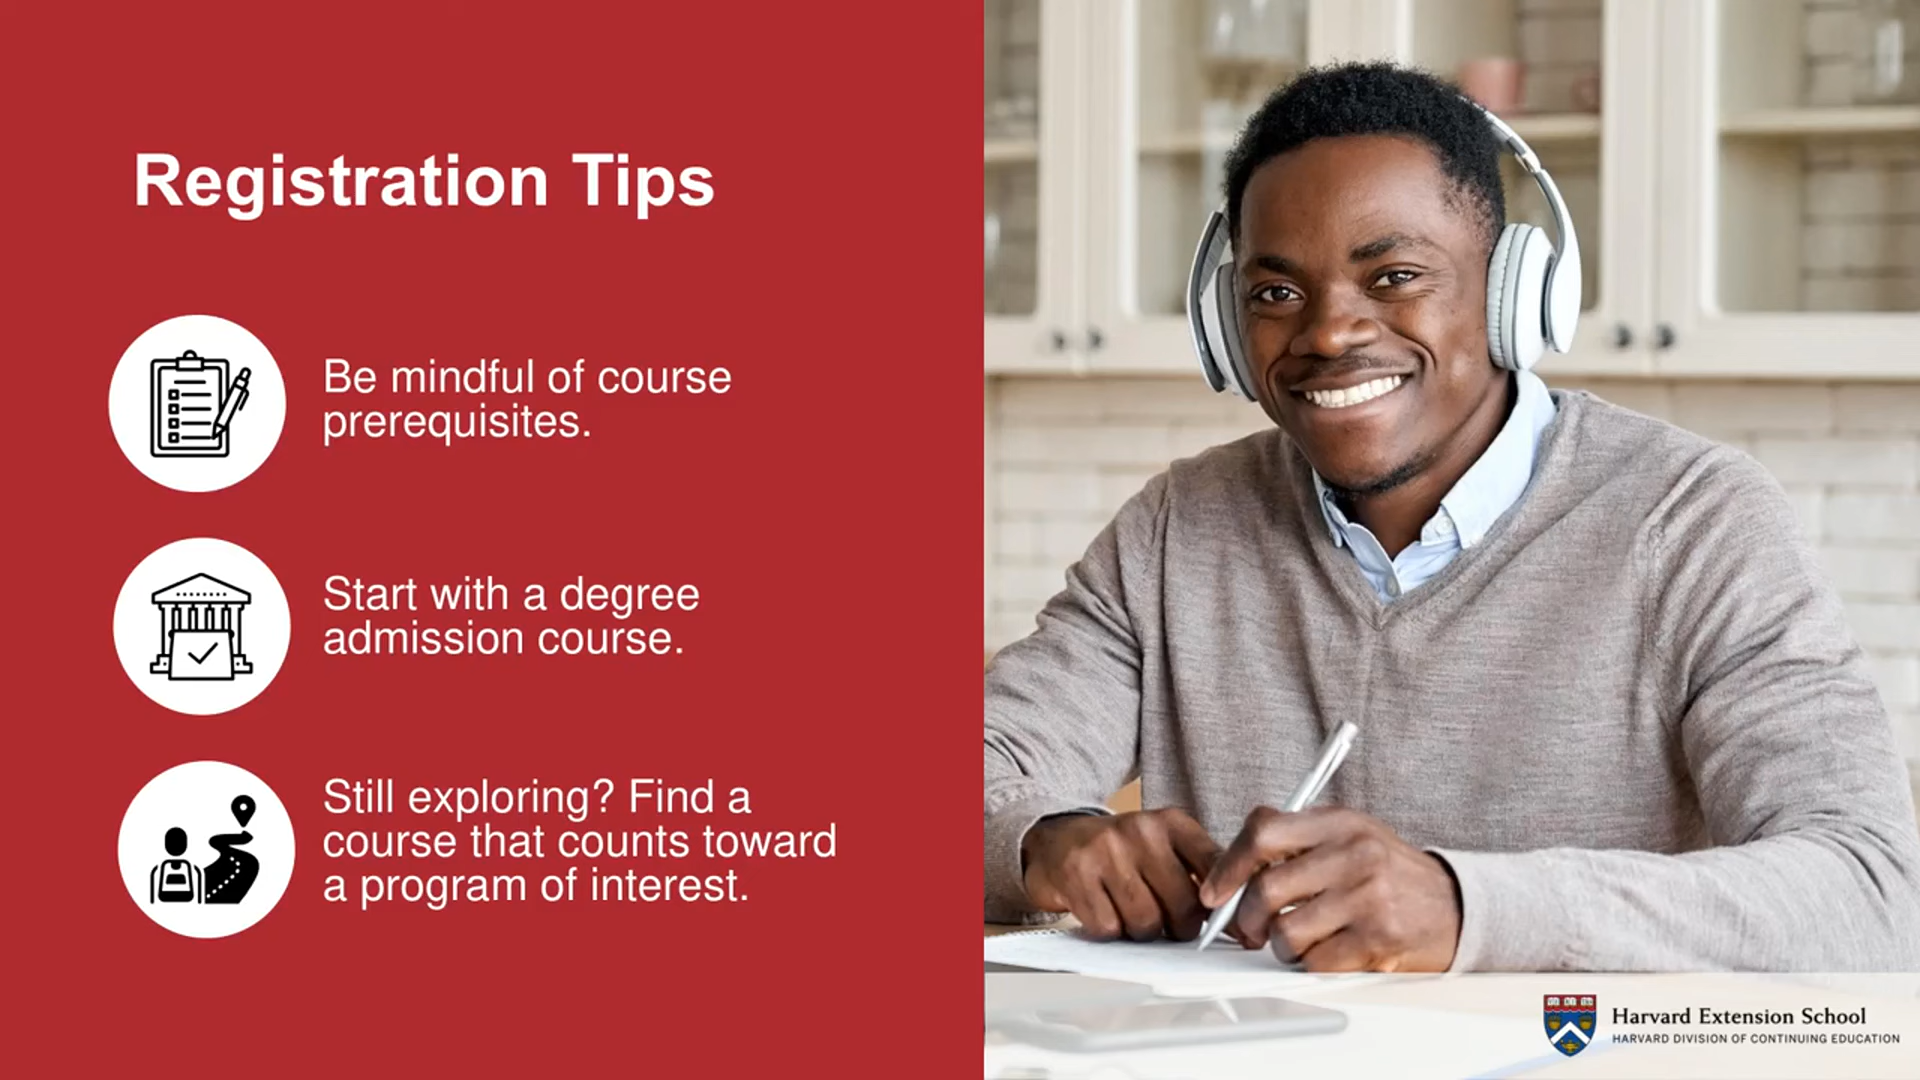 Registration Tips
Be mindful of course
prerequisites.
Start with a degree
admission course.
Still exploring? Find a
course that counts toward
a program of interest.
Harvard Extension School
HARVARD DIVISION OF CONTINUING EDUCATION